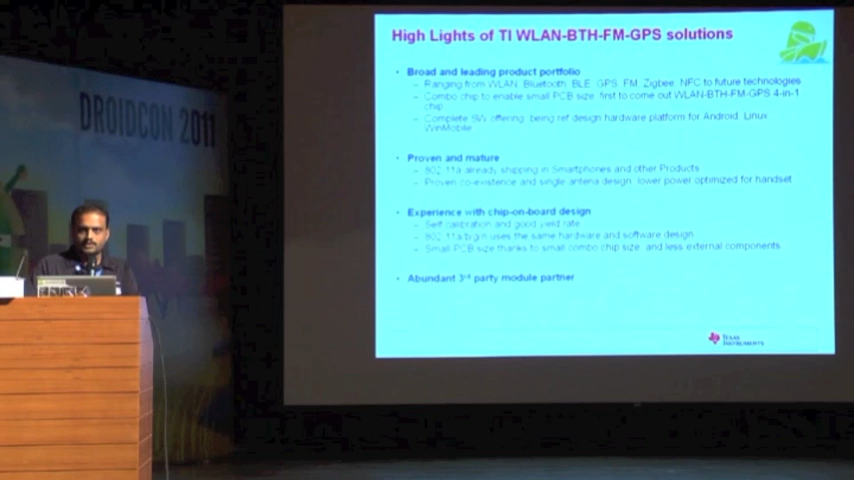 High Lights of TI WLAN-BTH-FM-GPS solutions
DROIDCON 2011
• Broad and leading product portfolio
– Ranging from WLAN, Bluetooth, BLE, GPS, FM, Zigbee, NFC to future technologies
– Combo chip to enable small PCB size, first to come out WLAN-BTH-FM-GPS 4-in-1
chip
– Complete SW offering, being ref design hardware platform for Android, Linux,
WinMobile
• Proven and mature
– 802.11a already shipping in Smartphones and other Products
– Proven co-existence and single antena design, lower power optimized for handset
• Experience with chip-on-board design
– Self calibration and good yield rate
– 802.11a/b/g/n uses the same hardware and software design
– Small PCB size thanks to small combo chip size, and less external components
• Abundant 3rd party module partner
TEXAS
INSTRUMENTS